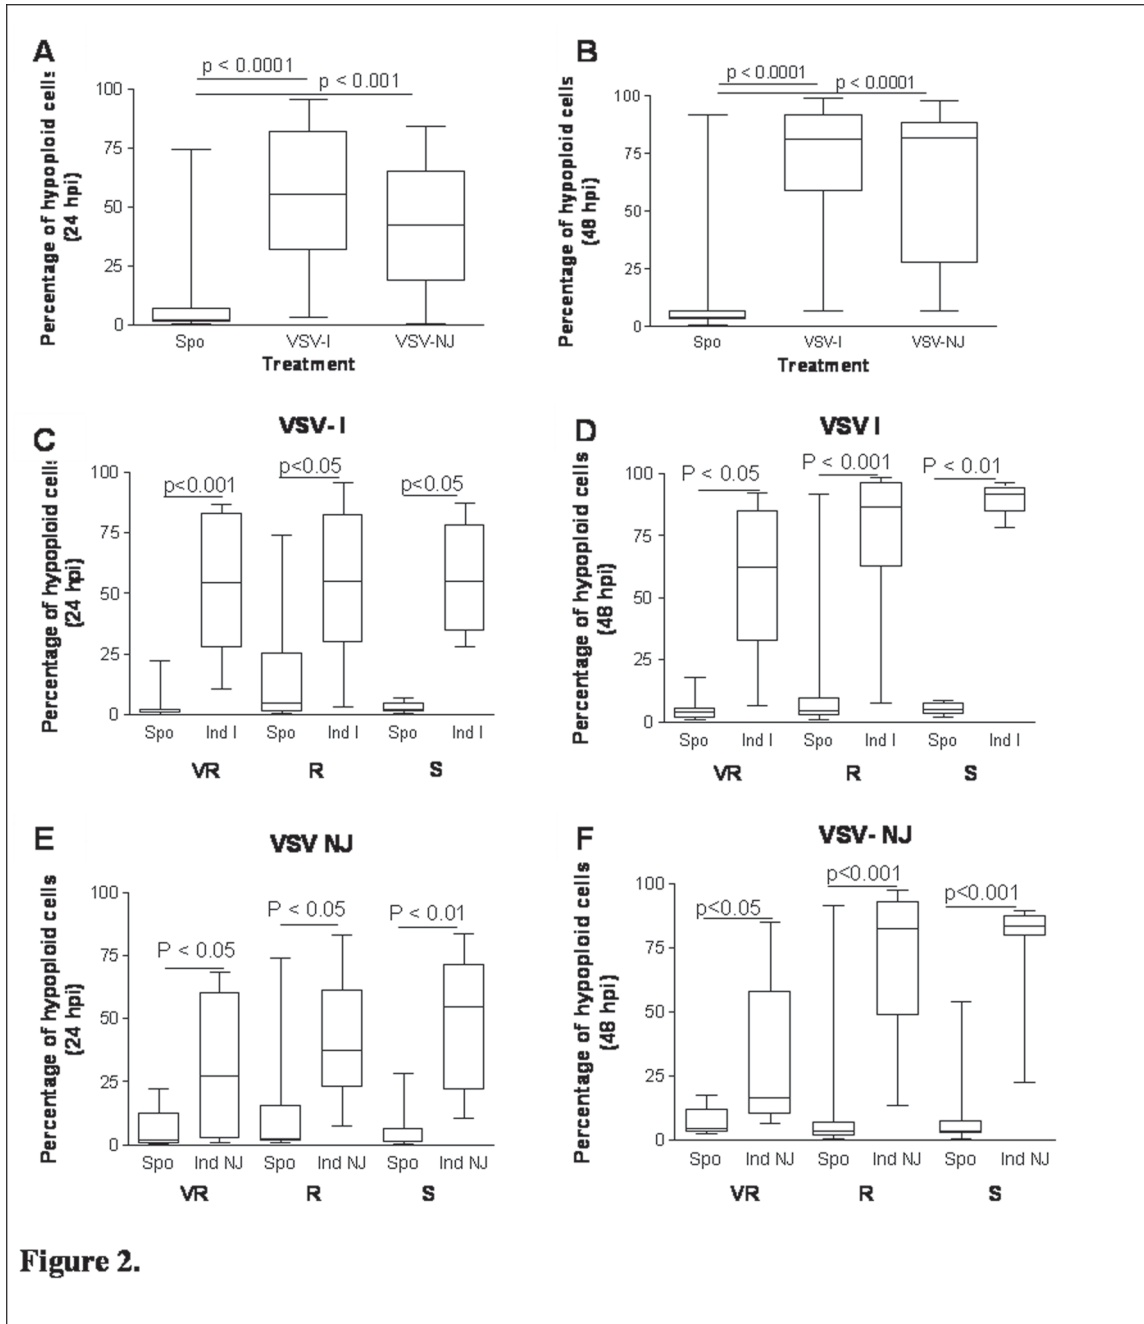 A
p < 0.0001
p < 0.001
Percentage of hypoploid cells
(24 hpi)
100
75
50
25
0
Spo
VSV-I
VSV-NJ
Treatment
B
p < 0.0001
p < 0.0001
Percentage of hypoploid cells
(48 hpi)
100
75
50
25
0
Spo
VSV-I
VSV-NJ
Treatment
C
VSV- I
p<0.001
p<0.05
p<0.05
Percentage of hypoploid cells
(24 hpi)
100
75
50
25
0
Spo Ind I Spo Ind I Spo Ind I
VR R S
D
VSV I
P < 0.05
P < 0.001
P < 0.01
Percentage of hypoploid cells
(48 hpi)
100
75
50
25
0
Spo Ind I Spo Ind I Spo Ind I
VR R S
E
VSV NJ
P < 0.05
P < 0.05
P < 0.01
Percentage of hypoploid cells
(24 hpi)
100
75
50
25
0
Spo Ind NJ Spo Ind NJ Spo Ind NJ
VR R S
F
VSV- NJ
p<0.05
p<0.001
p<0.001
Percentage of hypoploid cells
(48 hpi)
100
75
50
25
0
Spo Ind NJ Spo Ind NJ Spo Ind NJ
VR R S
Figure 2.